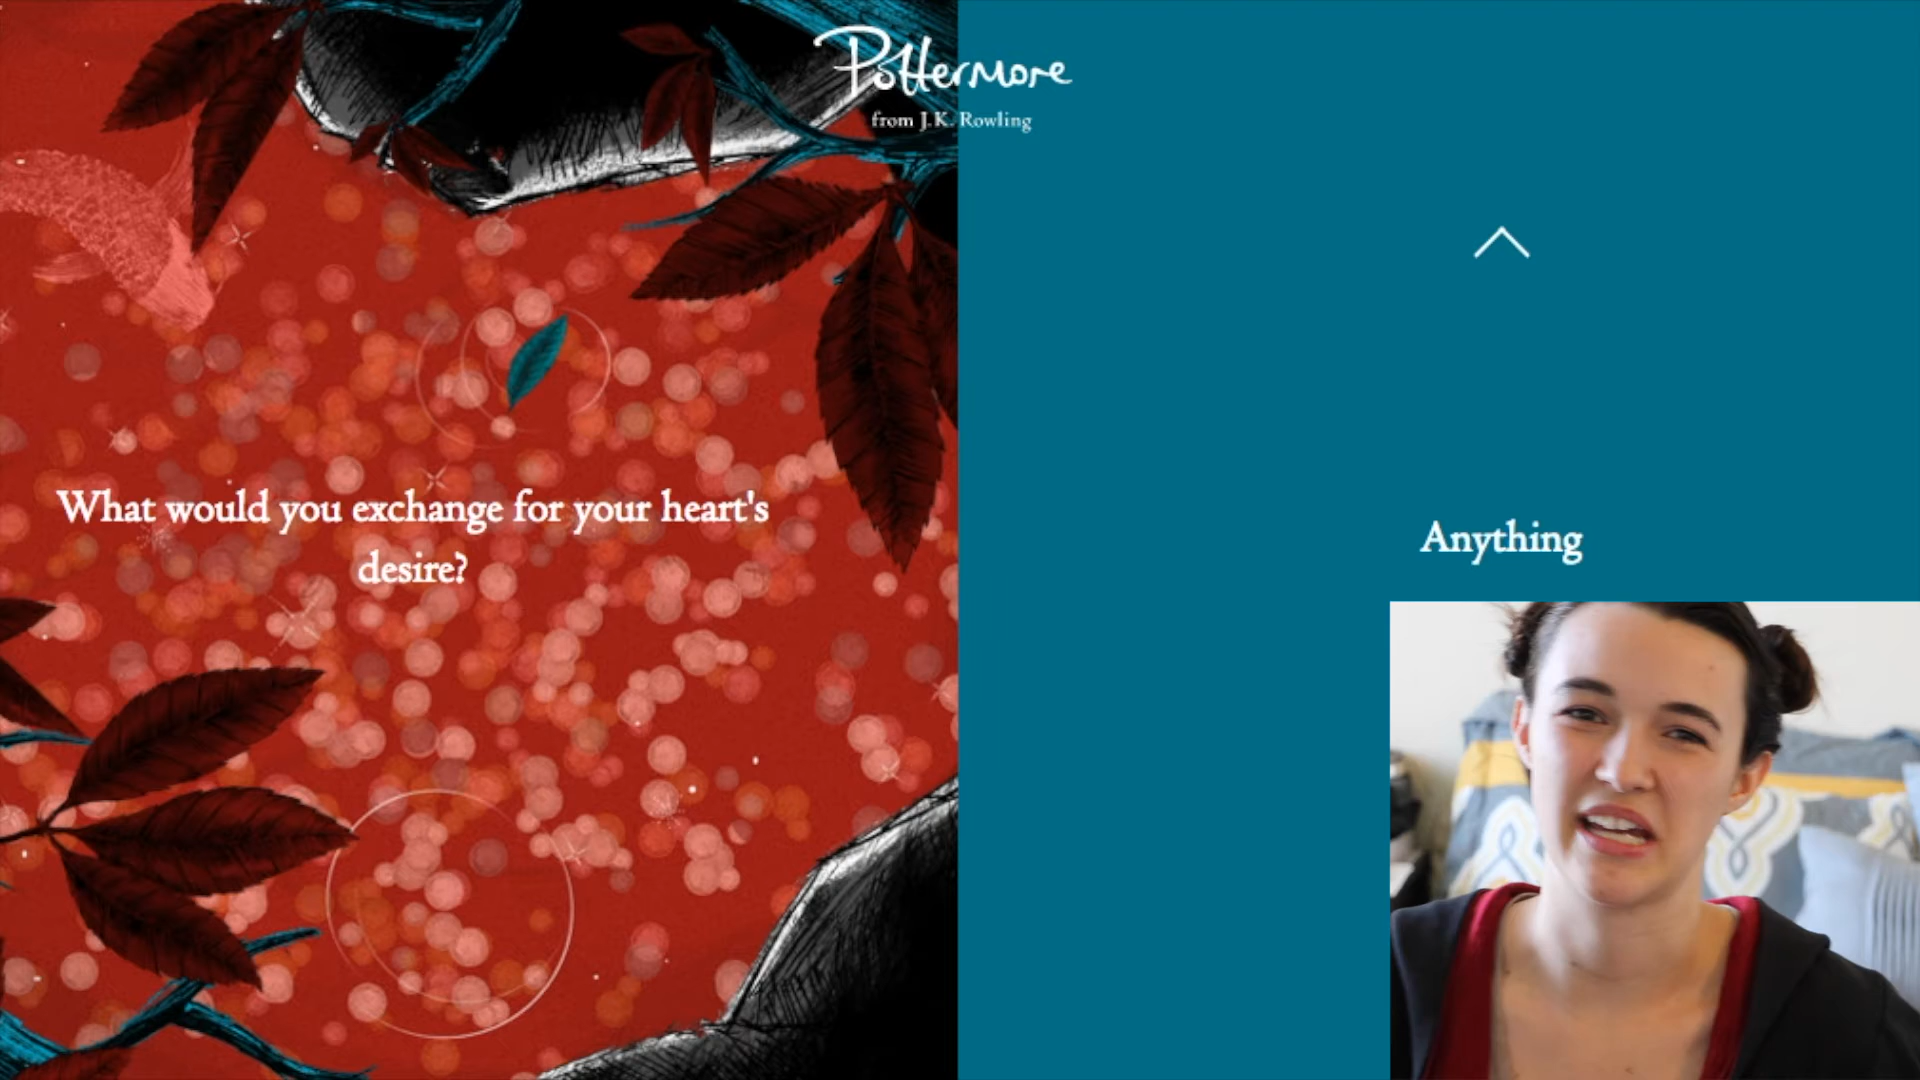 Pottermore
from J.K. Rowling
What would you exchange for your heart's
desire?
Anything